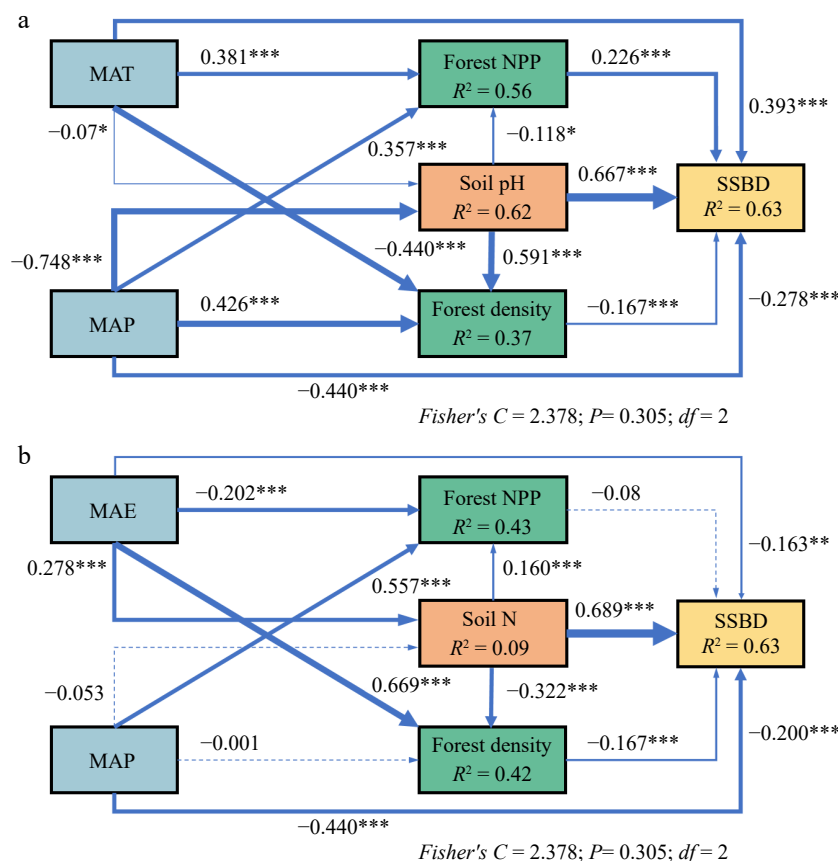 a
MAT
0.381***
Forest NPP
R² = 0.56
0.226***
0.393***
−0.07*
0.357***
−0.118*
Soil pH
R² = 0.62
0.667***
SSBD
R² = 0.63
−0.748***
−0.440***
0.591***
MAP
0.426***
Forest density
R² = 0.37
−0.167***
−0.278***
−0.440***
Fisher's C = 2.378; P= 0.305; df = 2
b
MAE
−0.202***
Forest NPP
R² = 0.43
−0.08
−0.163**
0.278***
0.557***
0.160***
Soil N
R² = 0.09
0.689***
SSBD
R² = 0.63
−0.053
0.669***
−0.322***
MAP
−0.001
Forest density
R² = 0.42
−0.167***
−0.200***
−0.440***
Fisher's C = 2.378; P= 0.305; df = 2